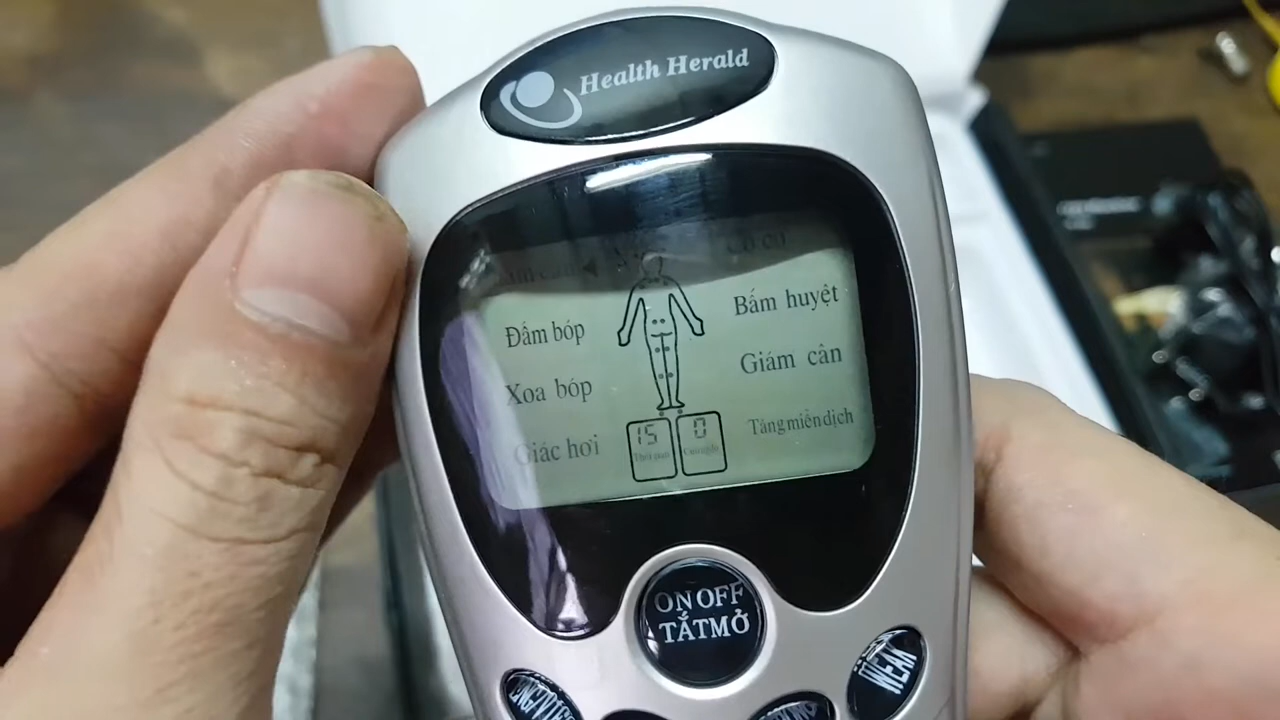 Health Herald
Đấm bóp
Bấm huyệt
Xoa bóp
Giảm cân
Giác hơi
Tăng miễn dịch
15
0
ON OFF
TẮT MỞ
WEAK